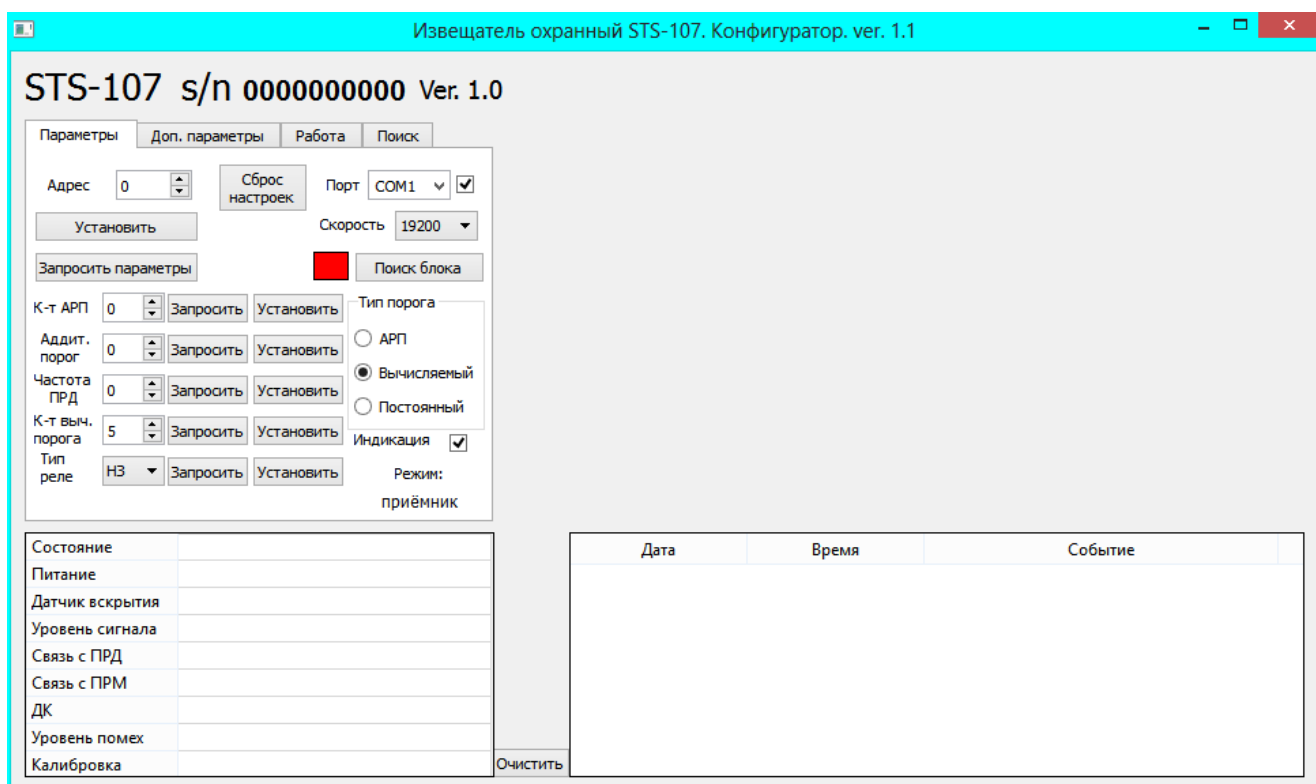 Извещатель охранный STS-107. Конфигуратор. ver. 1.1
STS-107 s/n 0000000000 Ver. 1.0
Параметры Доп. параметры Работа Поиск
Адрес 0 Сброс настроек Порт COM1
Установить Скорость 19200
Запросить параметры Поиск блока
К-т АРП 0 Запросить Установить Тип порога
Аддит. порог 0 Запросить Установить АРП
Частота ПРД 0 Запросить Установить Вычисляемый
Постоянный
К-т выч. порога 5 Запросить Установить Индикация
Тип реле НЗ Запросить Установить Режим:
приёмник
Состояние
Питание
Датчик вскрытия
Уровень сигнала
Связь с ПРД
Связь с ПРМ
ДК
Уровень помех
Калибровка
Очистить
Дата Время Событие